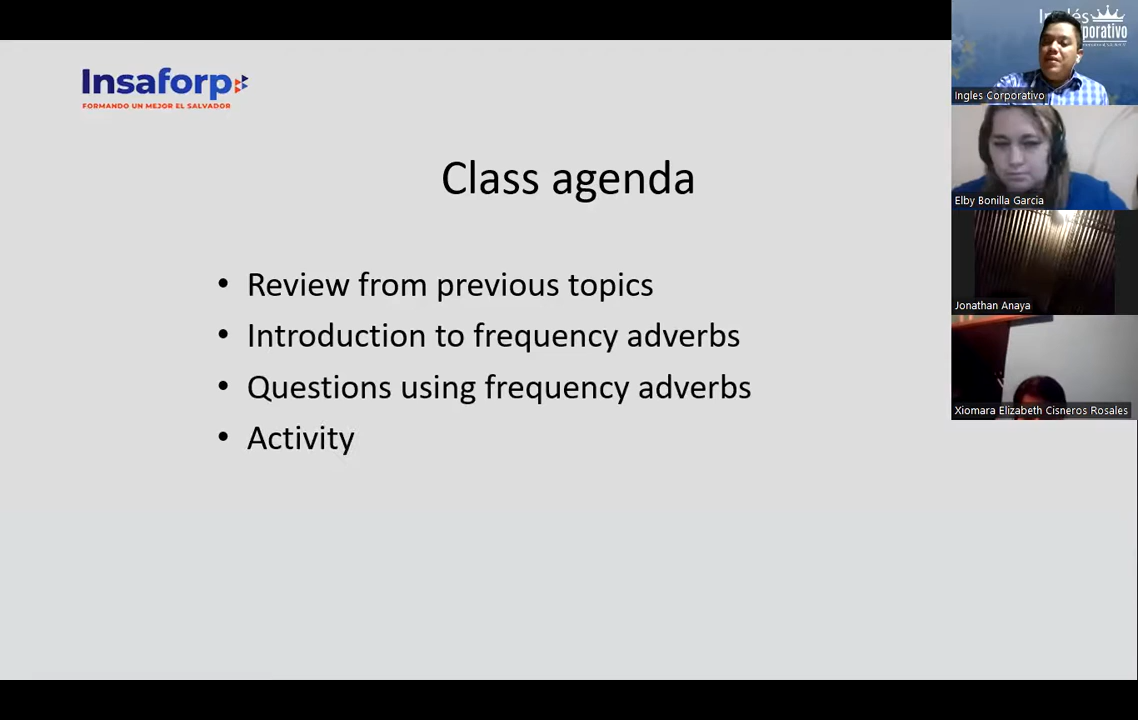 Insaforp
FORMANDO UN MEJOR EL SALVADOR
Class agenda
• Review from previous topics
• Introduction to frequency adverbs
• Questions using frequency adverbs
• Activity
Ingles Corporativo
Elby Bonilla Garcia
Jonathan Anaya
Xiomara Elizabeth Cisneros Rosales